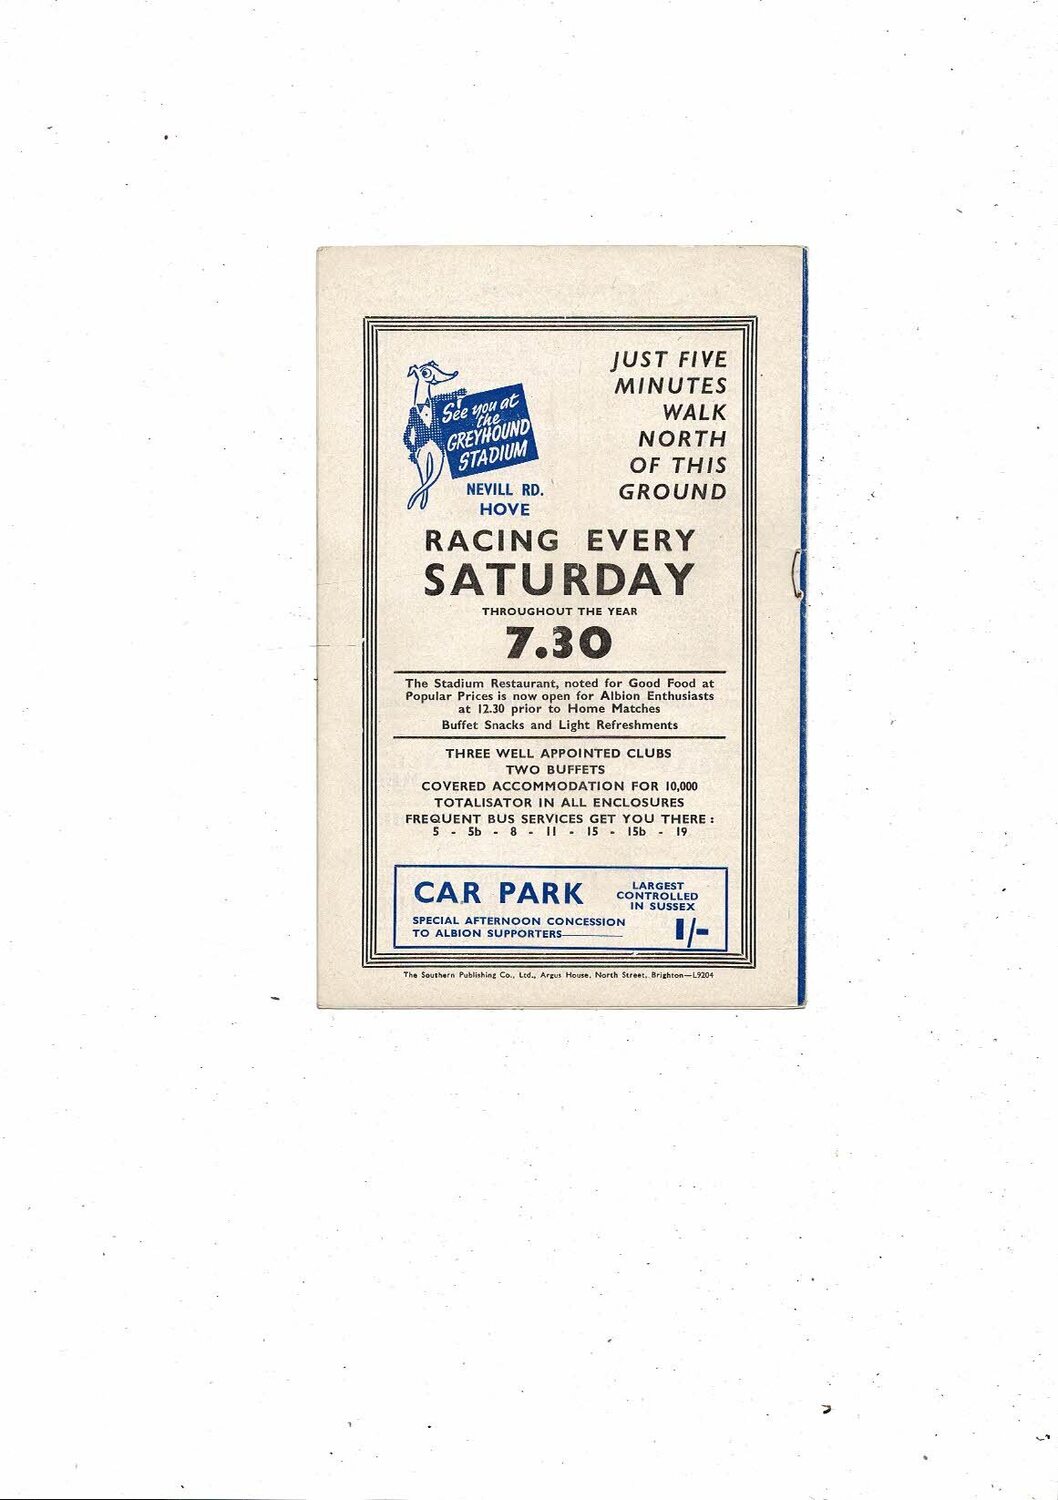 See you at
the
GREYHOUND
STADIUM
NEVILL RD.
HOVE
JUST FIVE
MINUTES
WALK
NORTH
OF THIS
GROUND
RACING EVERY
SATURDAY
THROUGHOUT THE YEAR
7.30
The Stadium Restaurant, noted for Good Food at
Popular Prices is now open for Albion Enthusiasts
at 12.30 prior to Home Matches
Buffet Snacks and Light Refreshments
THREE WELL APPOINTED CLUBS
TWO BUFFETS
COVERED ACCOMMODATION FOR 10,000
TOTALISATOR IN ALL ENCLOSURES
FREQUENT BUS SERVICES GET YOU THERE :
5 - 5b - 8 - 11 - 15 - 15b - 19
CAR PARK
LARGEST
CONTROLLED
IN SUSSEX
SPECIAL AFTERNOON CONCESSION
TO ALBION SUPPORTERS
1/-
The Southern Publishing Co., Ltd., Argus House, North Street, Brighton—L9204